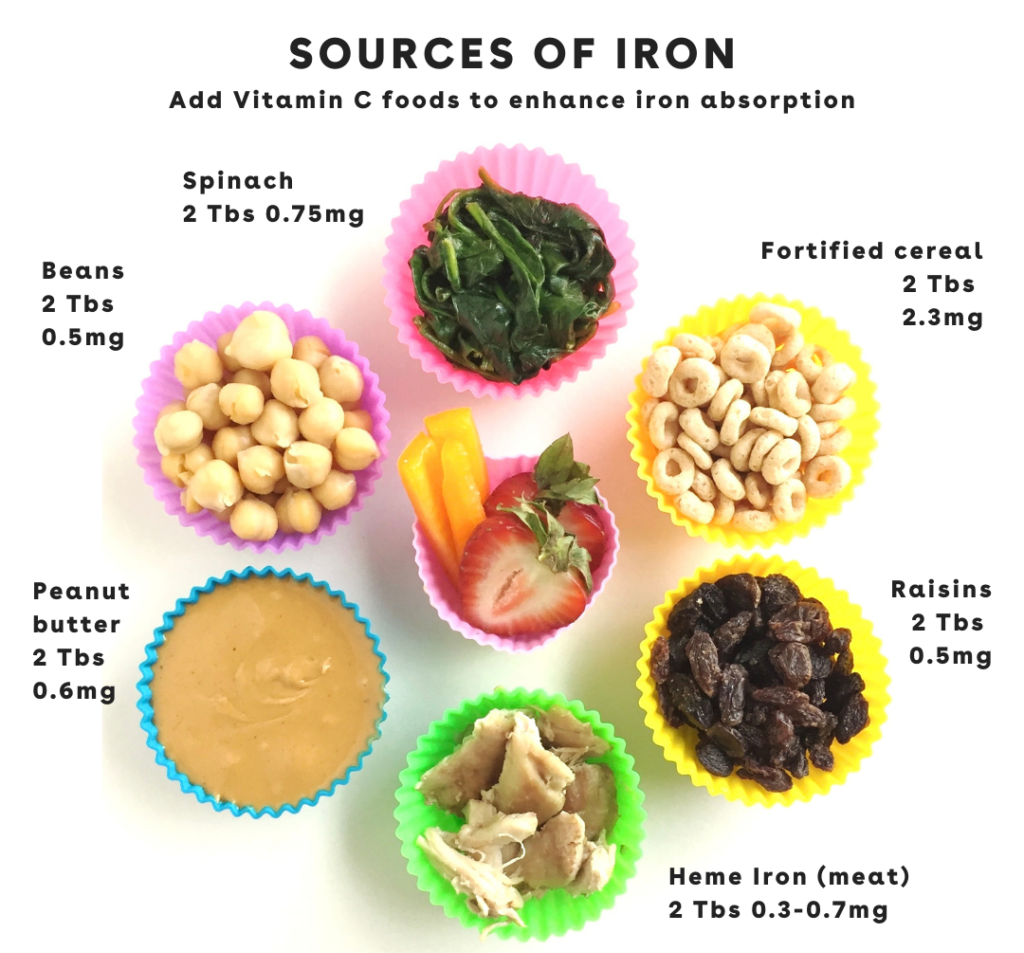 SOURCES OF IRON
Add Vitamin C foods to enhance iron absorption
Spinach
2 Tbs 0.75mg
Beans
2 Tbs
0.5mg
Fortified cereal
2 Tbs
2.3mg
Peanut
butter
2 Tbs
0.6mg
Raisins
2 Tbs
0.5mg
Heme Iron (meat)
2 Tbs 0.3-0.7mg